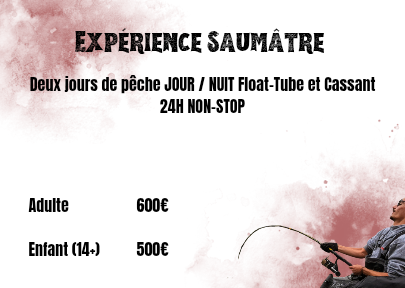 Expérience Saumâtre
Deux jours de pêche JOUR / NUIT Float-Tube et Cassant
24H NON-STOP
Adulte 600€
Enfant (14+) 500€